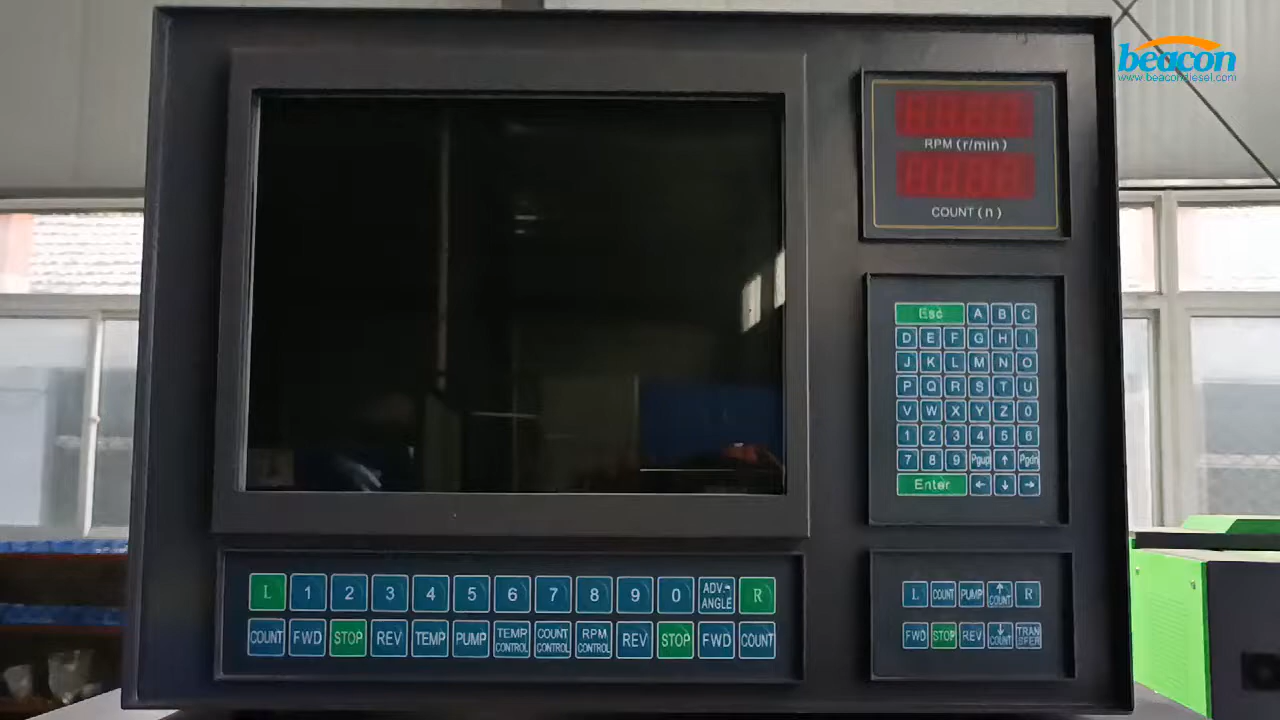 beacon
www.beacondiesel.com
RPM (r/min)
COUNT (n)
Esc A B C
D E F G H I
J K L M N O
P Q R S T U
V W X Y Z 0
1 2 3 4 5 6
7 8 9 Pgup ↑ Pgdn
Enter ← ↓ →
L 1 2 3 4 5 6 7 8 9 0 ADV.- ANGLE R
COUNT FWD STOP REV TEMP PUMP TEMP CONTROL COUNT CONTROL RPM CONTROL REV STOP FWD COUNT
L COUNT PUMP ↑ COUNT R
FWD STOP REV ↓ COUNT TRAN SFER